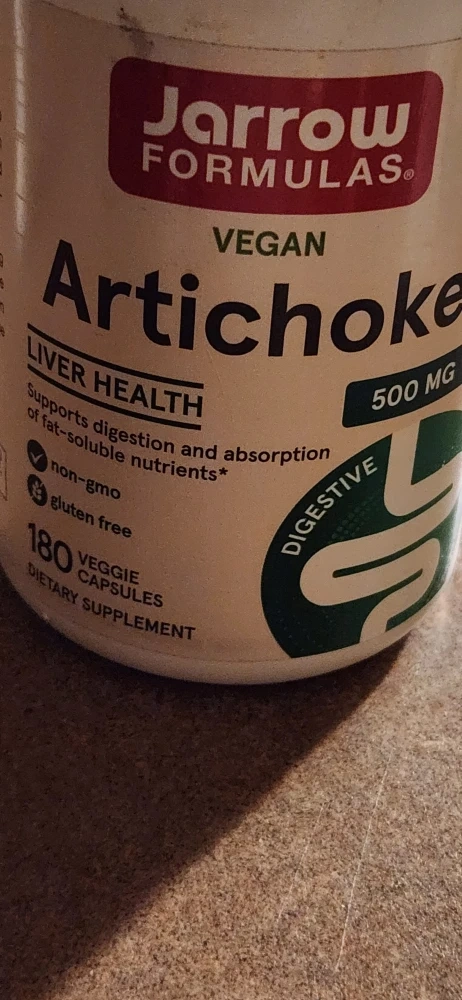 Jarrow
FORMULAS®
VEGAN
Artichoke
500 MG
LIVER HEALTH
Supports digestion and absorption
of fat-soluble nutrients*
non-gmo
gluten free
DIGESTIVE
180 VEGGIE
CAPSULES
DIETARY SUPPLEMENT